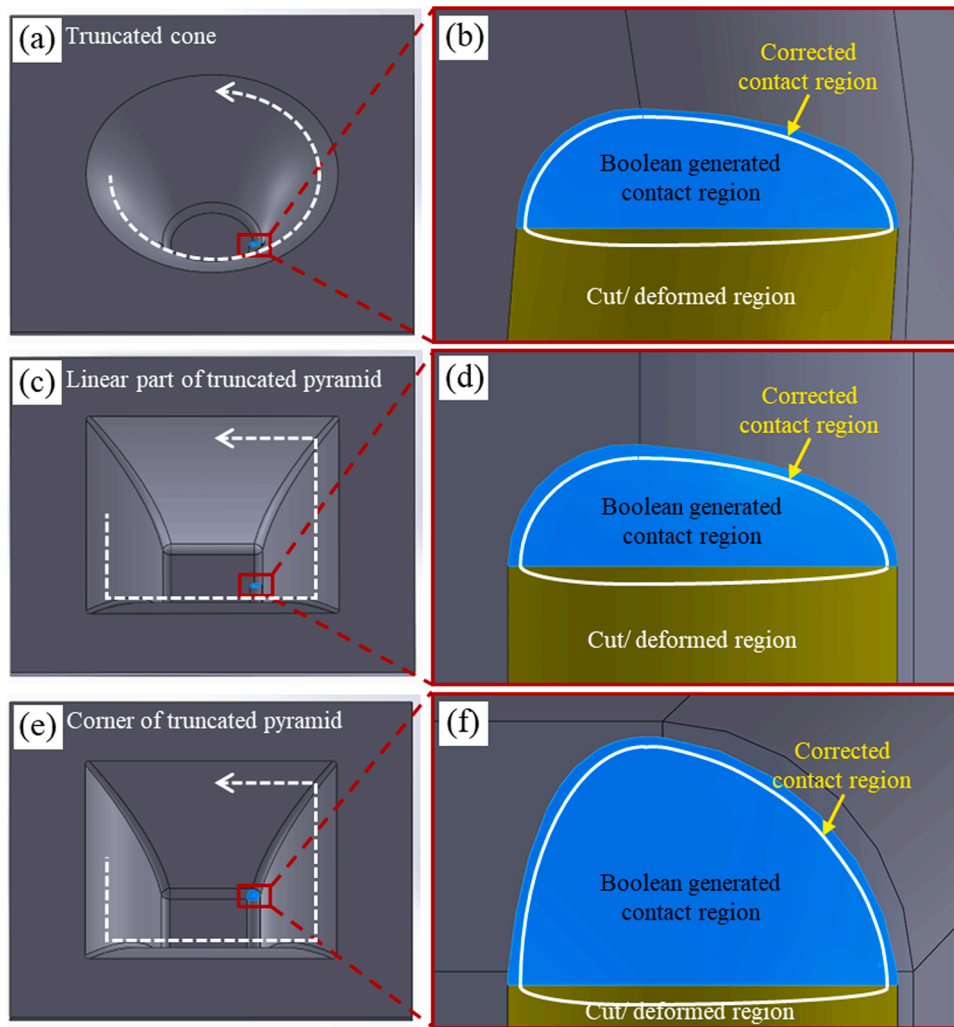 (a) Truncated cone
(b)
Corrected
contact region
Boolean generated
contact region
Cut/ deformed region
(c) Linear part of truncated pyramid
(d)
Corrected
contact region
Boolean generated
contact region
Cut/ deformed region
(e) Corner of truncated pyramid
(f)
Corrected
contact region
Boolean generated
contact region
Cut/ deformed region